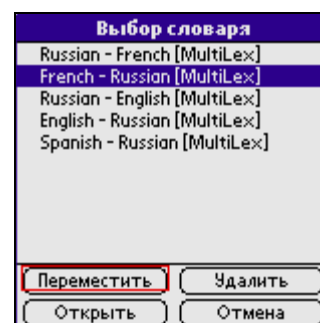 Выбор словаря
Russian - French [MultiLex]
French - Russian [MultiLex]
Russian - English [MultiLex]
English - Russian [MultiLex]
Spanish - Russian [MultiLex]
Переместить Удалить
Открыть Отмена